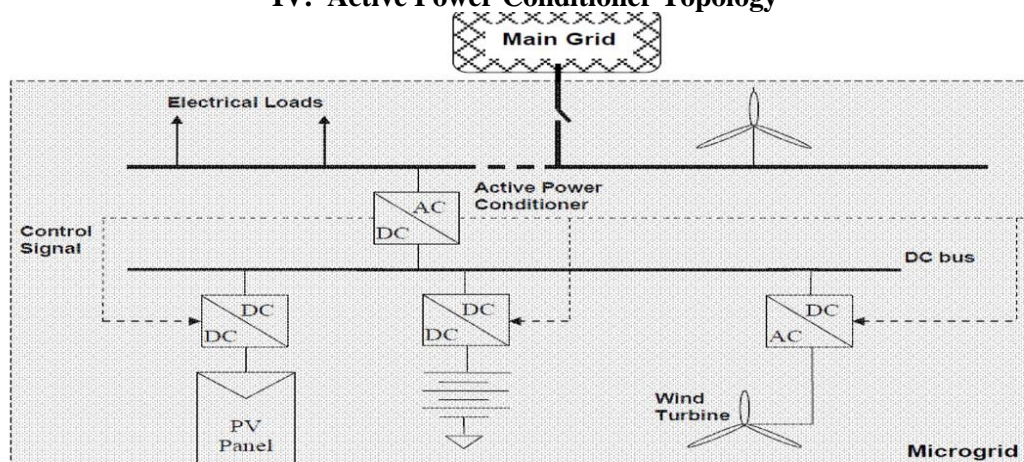 IV. Active Power Conditioner Topology
Main Grid
Electrical Loads
Active Power
Conditioner
AC
DC
Control
Signal
DC bus
DC
DC
DC
DC
DC
AC
Wind
Turbine
PV
Panel
Microgrid